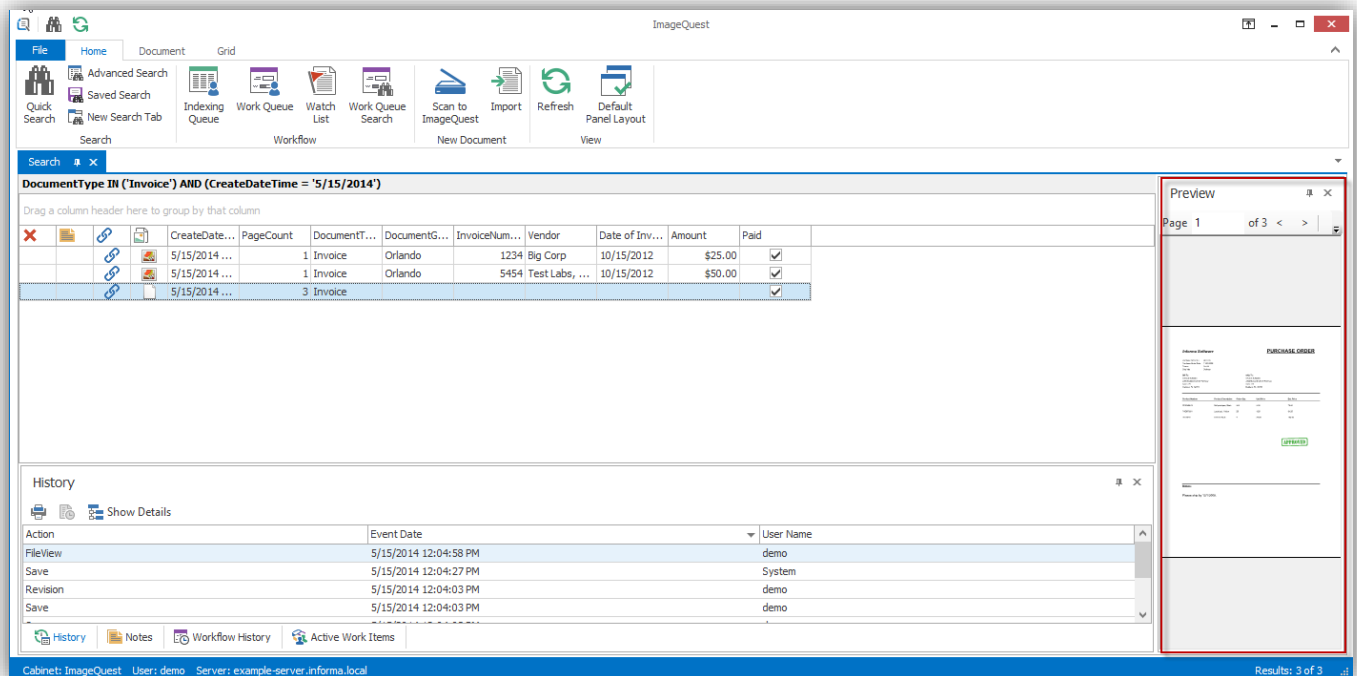 ImageQuest
File Home Document Grid
Quick Search
Advanced Search
Saved Search
New Search Tab
Indexing Queue
Work Queue
Watch List
Work Queue Search
Scan to ImageQuest
Import
Refresh
Default Panel Layout
Search Workflow New Document View
Search
DocumentType IN ('Invoice') AND (CreateDateTime = '5/15/2014')
Drag a column header here to group by that column
CreateDate... PageCount DocumentT... DocumentG... InvoiceNum... Vendor Date of Inv... Amount Paid
5/15/2014 ... 1 Invoice Orlando 1234 Big Corp 10/15/2012 $25.00
5/15/2014 ... 1 Invoice Orlando 5454 Test Labs, ... 10/15/2012 $50.00
5/15/2014 ... 3 Invoice
Preview
Page 1 of 3 < >
Informa Software PURCHASE ORDER
APPROVED
History
Show Details
Action Event Date User Name
FileView 5/15/2014 12:04:58 PM demo
Save 5/15/2014 12:04:27 PM System
Revision 5/15/2014 12:04:03 PM demo
Save 5/15/2014 12:04:03 PM demo
History Notes Workflow History Active Work Items
Cabinet: ImageQuest User: demo Server: example-server.informa.local Results: 3 of 3